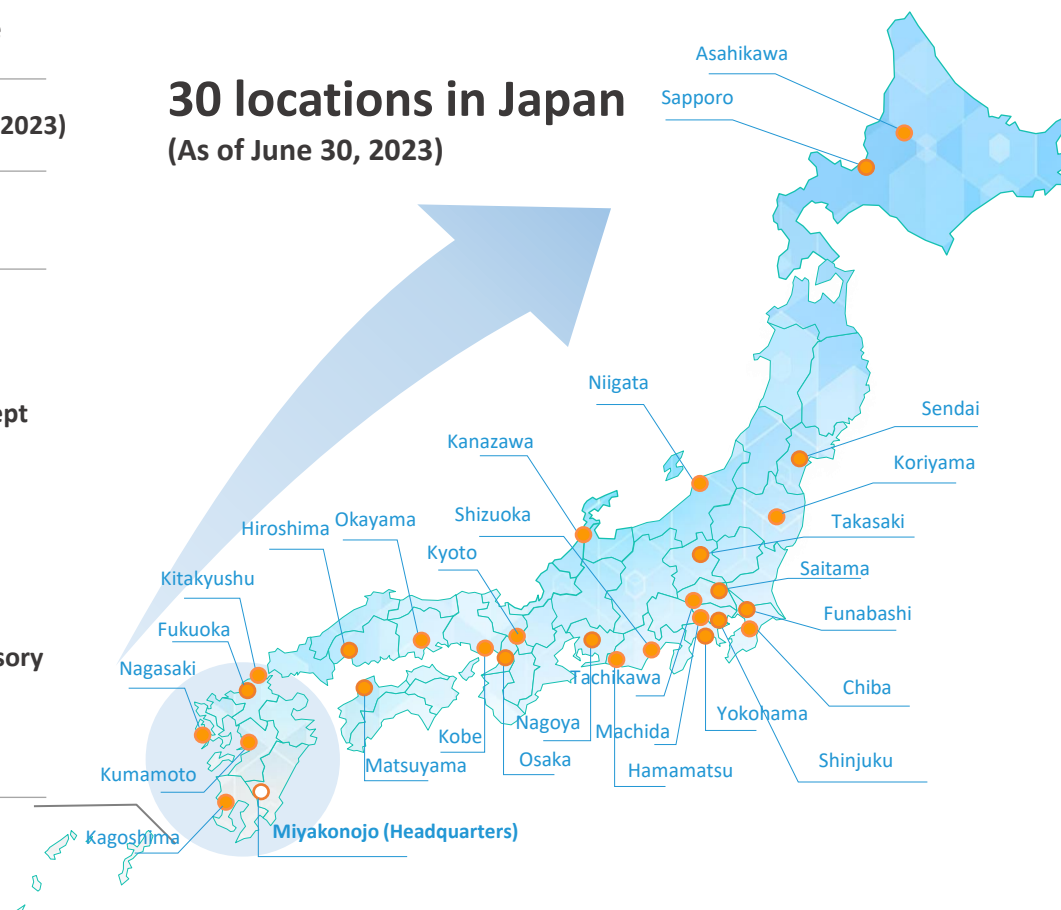 2023)
ept
sory
30 locations in Japan
(As of June 30, 2023)
Asahikawa
Sapporo
Niigata
Sendai
Kanazawa
Koriyama
Shizuoka
Okayama
Hiroshima
Takasaki
Kyoto
Saitama
Kitakyushu
Funabashi
Fukuoka
Nagasaki
Tachikawa
Chiba
Yokohama
Nagoya
Machida
Kobe
Osaka
Shinjuku
Matsuyama
Hamamatsu
Kumamoto
Miyakonojo (Headquarters)
Kagoshima